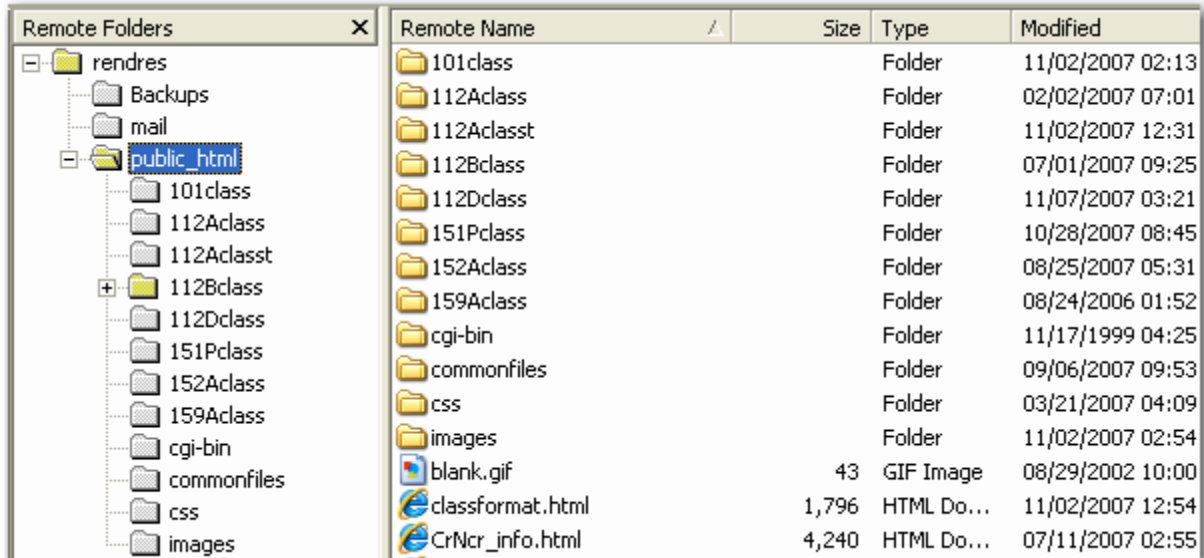 Remote Folders
rendres
Backups
mail
public_html
101class
112Aclass
112Aclasst
112Bclass
112Dclass
151Pclass
152Aclass
159Aclass
cgi-bin
commonfiles
css
images
Remote Name Size Type Modified
101class Folder 11/02/2007 02:13
112Aclass Folder 02/02/2007 07:01
112Aclasst Folder 11/02/2007 12:31
112Bclass Folder 07/01/2007 09:25
112Dclass Folder 11/07/2007 03:21
151Pclass Folder 10/28/2007 08:45
152Aclass Folder 08/25/2007 05:31
159Aclass Folder 08/24/2006 01:52
cgi-bin Folder 11/17/1999 04:25
commonfiles Folder 09/06/2007 09:53
css Folder 03/21/2007 04:09
images Folder 11/02/2007 02:54
blank.gif 43 GIF Image 08/29/2002 10:00
classformat.html 1,796 HTML Do... 11/02/2007 12:54
CrNcr_info.html 4,240 HTML Do... 07/11/2007 02:55